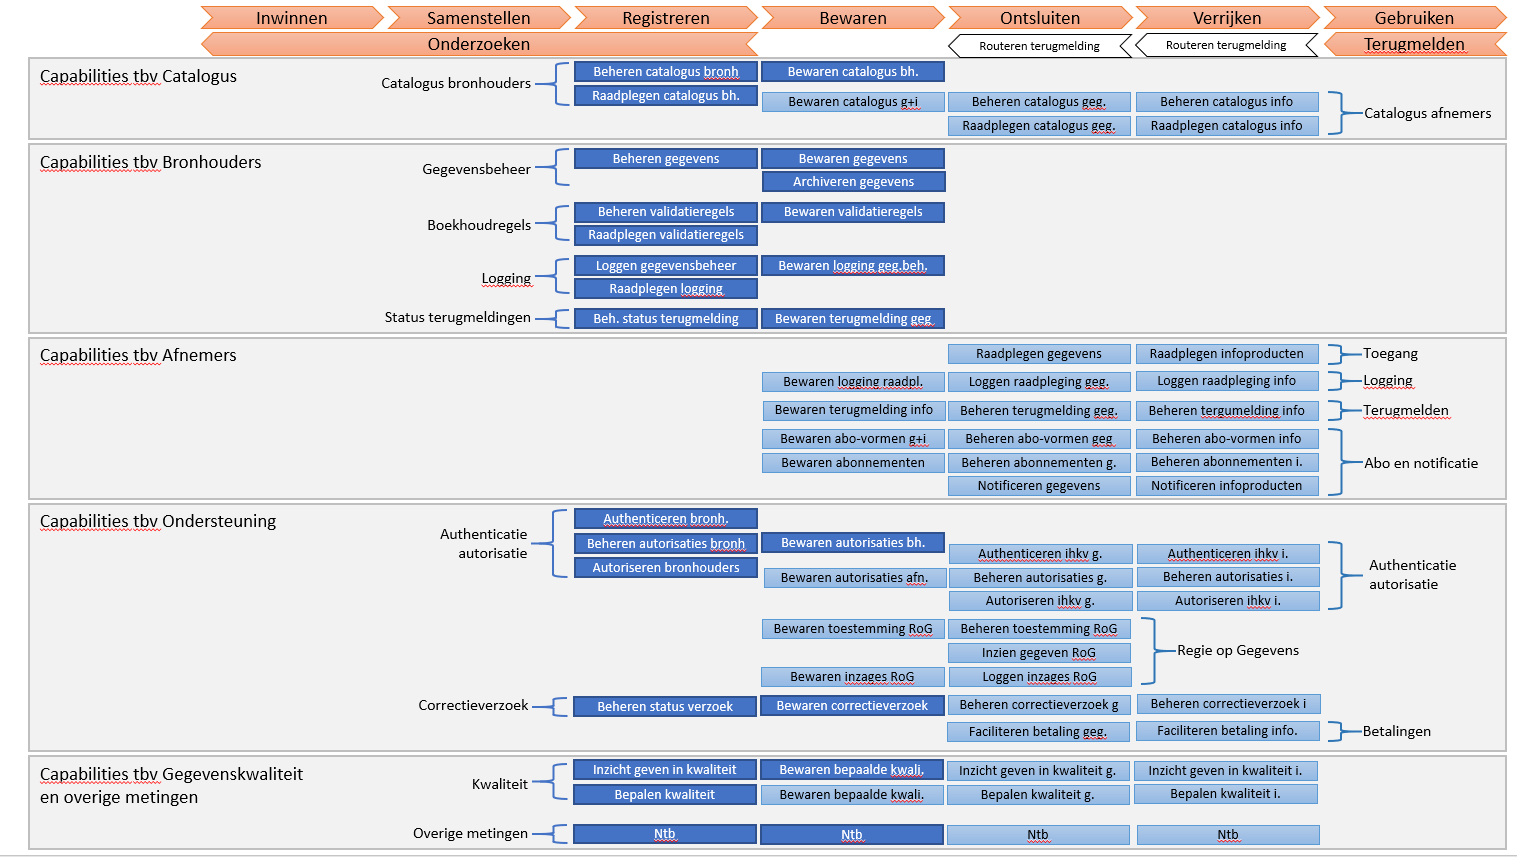 Inwinnen
Samenstellen
Registreren
Bewaren
Ontsluiten
Verrijken
Gebruiken
Onderzoeken
Routeren terugmelding
Routeren terugmelding
Terugmelden
Capabilities tbv Catalogus
Catalogus bronhouders
Beheren catalogus bronh
Bewaren catalogus bh.
Raadplegen catalogus bh.
Bewaren catalogus g+i
Beheren catalogus geg.
Beheren catalogus info
Raadplegen catalogus geg.
Raadplegen catalogus info
Catalogus afnemers
Capabilities tbv Bronhouders
Gegevensbeheer
Beheren gegevens
Bewaren gegevens
Archiveren gegevens
Boekhoudregels
Beheren validatieregels
Bewaren validatieregels
Raadplegen validatieregels
Logging
Loggen gegevensbeheer
Bewaren logging geg.beh.
Raadplegen logging
Status terugmeldingen
Beh. status terugmelding
Bewaren terugmelding geg
Capabilities tbv Afnemers
Raadplegen gegevens
Raadplegen infoproducten
Toegang
Bewaren logging raadpl.
Loggen raadpleging geg.
Loggen raadpleging info
Logging
Bewaren terugmelding info
Beheren terugmelding geg.
Beheren tergumelding info
Terugmelden
Bewaren abo-vormen g+i
Beheren abo-vormen geg
Beheren abo-vormen info
Bewaren abonnementen
Beheren abonnementen g.
Beheren abonnementen i.
Abo en notificatie
Notificeren gegevens
Notificeren infoproducten
Capabilities tbv Ondersteuning
Authenticatie
autorisatie
Authenticeren bronh.
Beheren autorisaties bronh
Bewaren autorisaties bh.
Autoriseren bronhouders
Authenticeren ihkv g.
Authenticeren ihkv i.
Bewaren autorisaties afn.
Beheren autorisaties g.
Beheren autorisaties i.
Autoriseren ihkv g.
Autoriseren ihkv i.
Authenticatie
autorisatie
Bewaren toestemming RoG
Beheren toestemming RoG
Inzien gegeven RoG
Regie op Gegevens
Bewaren inzages RoG
Loggen inzages RoG
Correctieverzoek
Beheren status verzoek
Bewaren correctieverzoek
Beheren correctieverzoek g
Beheren correctieverzoek i
Faciliteren betaling geg.
Faciliteren betaling info.
Betalingen
Capabilities tbv Gegevenskwaliteit
en overige metingen
Kwaliteit
Inzicht geven in kwaliteit
Bewaren bepaalde kwali.
Inzicht geven in kwaliteit g.
Inzicht geven in kwaliteit i.
Bepalen kwaliteit
Bewaren bepaalde kwali.
Bepalen kwaliteit g.
Bepalen kwaliteit i.
Overige metingen
Ntb
Ntb
Ntb
Ntb